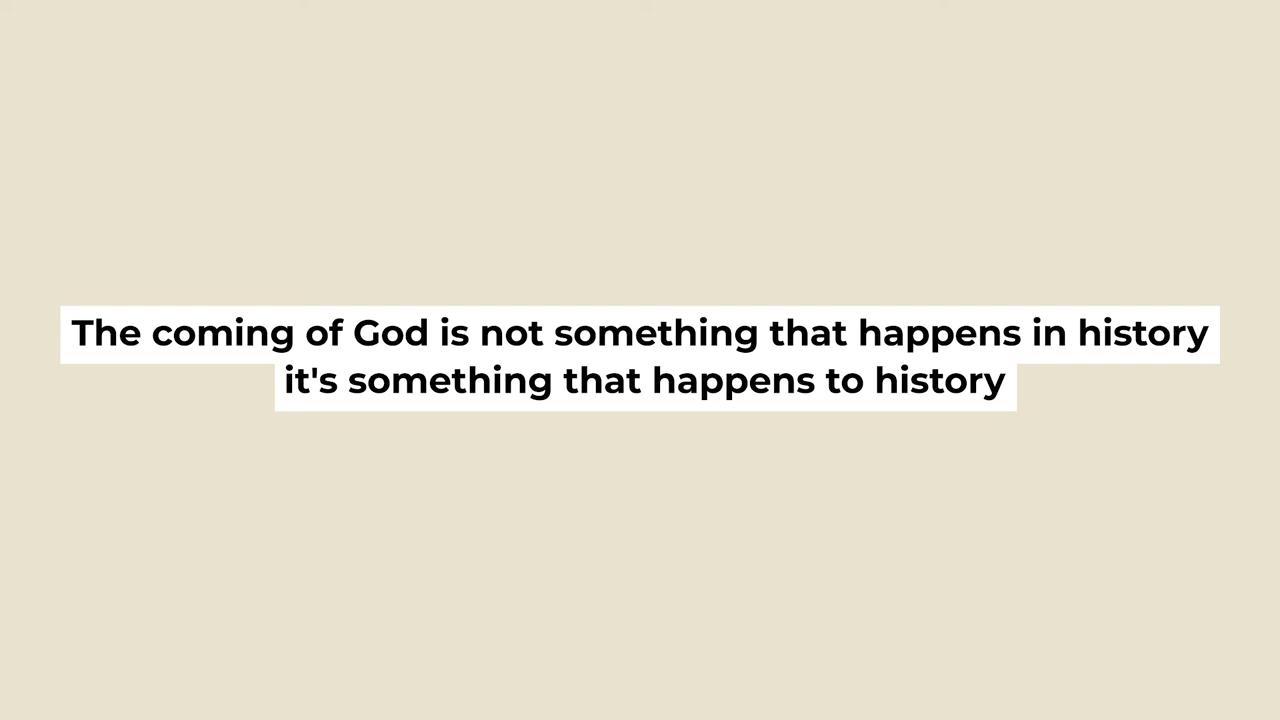 The coming of God is not something that happens in history
it's something that happens to history